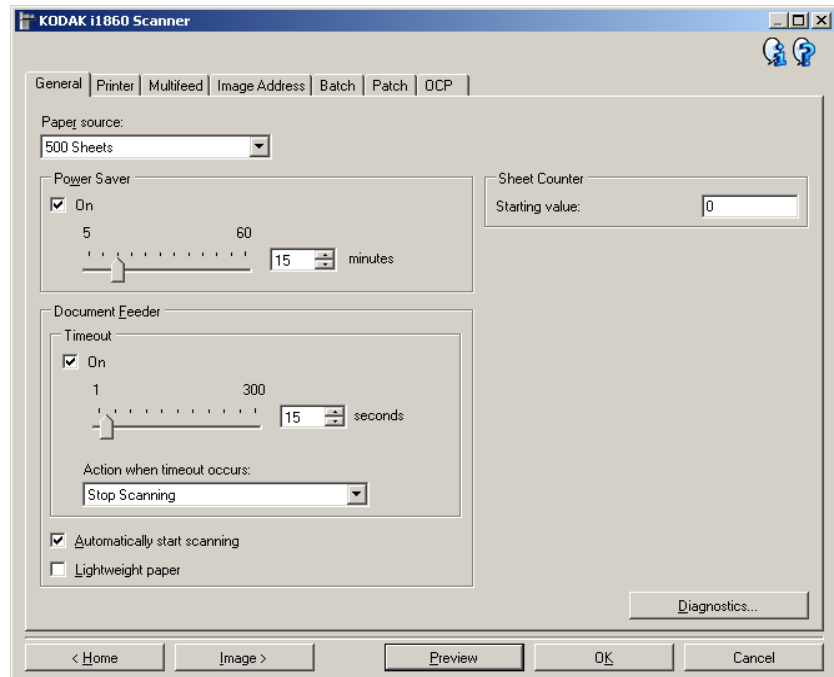 KODAK i1860 Scanner
General Printer Multifeed Image Address Batch Patch OCP
Paper source:
500 Sheets
Power Saver
On
5 60
15 minutes
Sheet Counter
Starting value: 0
Document Feeder
Timeout
On
1 300
15 seconds
Action when timeout occurs:
Stop Scanning
Automatically start scanning
Lightweight paper
Diagnostics...
< Home Image > Preview OK Cancel